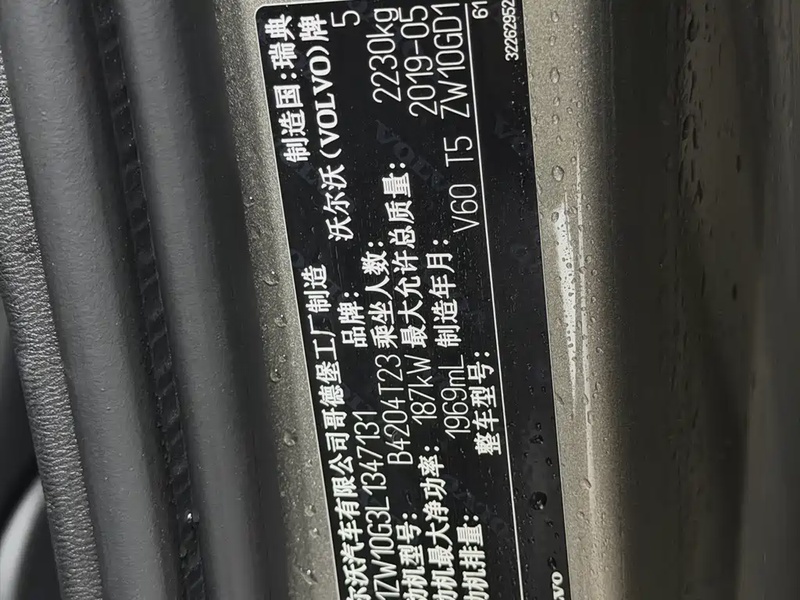 尔沃汽车有限公司哥德堡工厂制造 制造国:瑞典
1ZW10G3L1347131 品牌: 沃尔沃(VOLVO)牌
动机型号: B4204T23 乘坐人数: 5
机最大净功率: 187kW 最大允许总质量: 2230kg
机排量: 1969mL 制造年月: 2019-05
整车型号: V60 T5 ZW10GD1
61
32262952